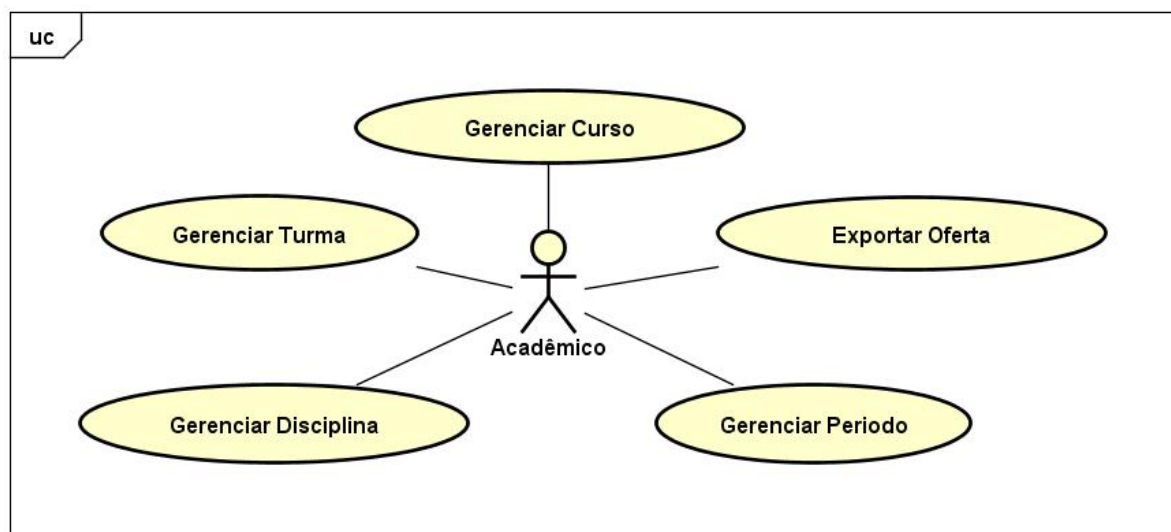 uc
Gerenciar Curso
Gerenciar Turma
Exportar Oferta
Acadêmico
Gerenciar Disciplina
Gerenciar Periodo